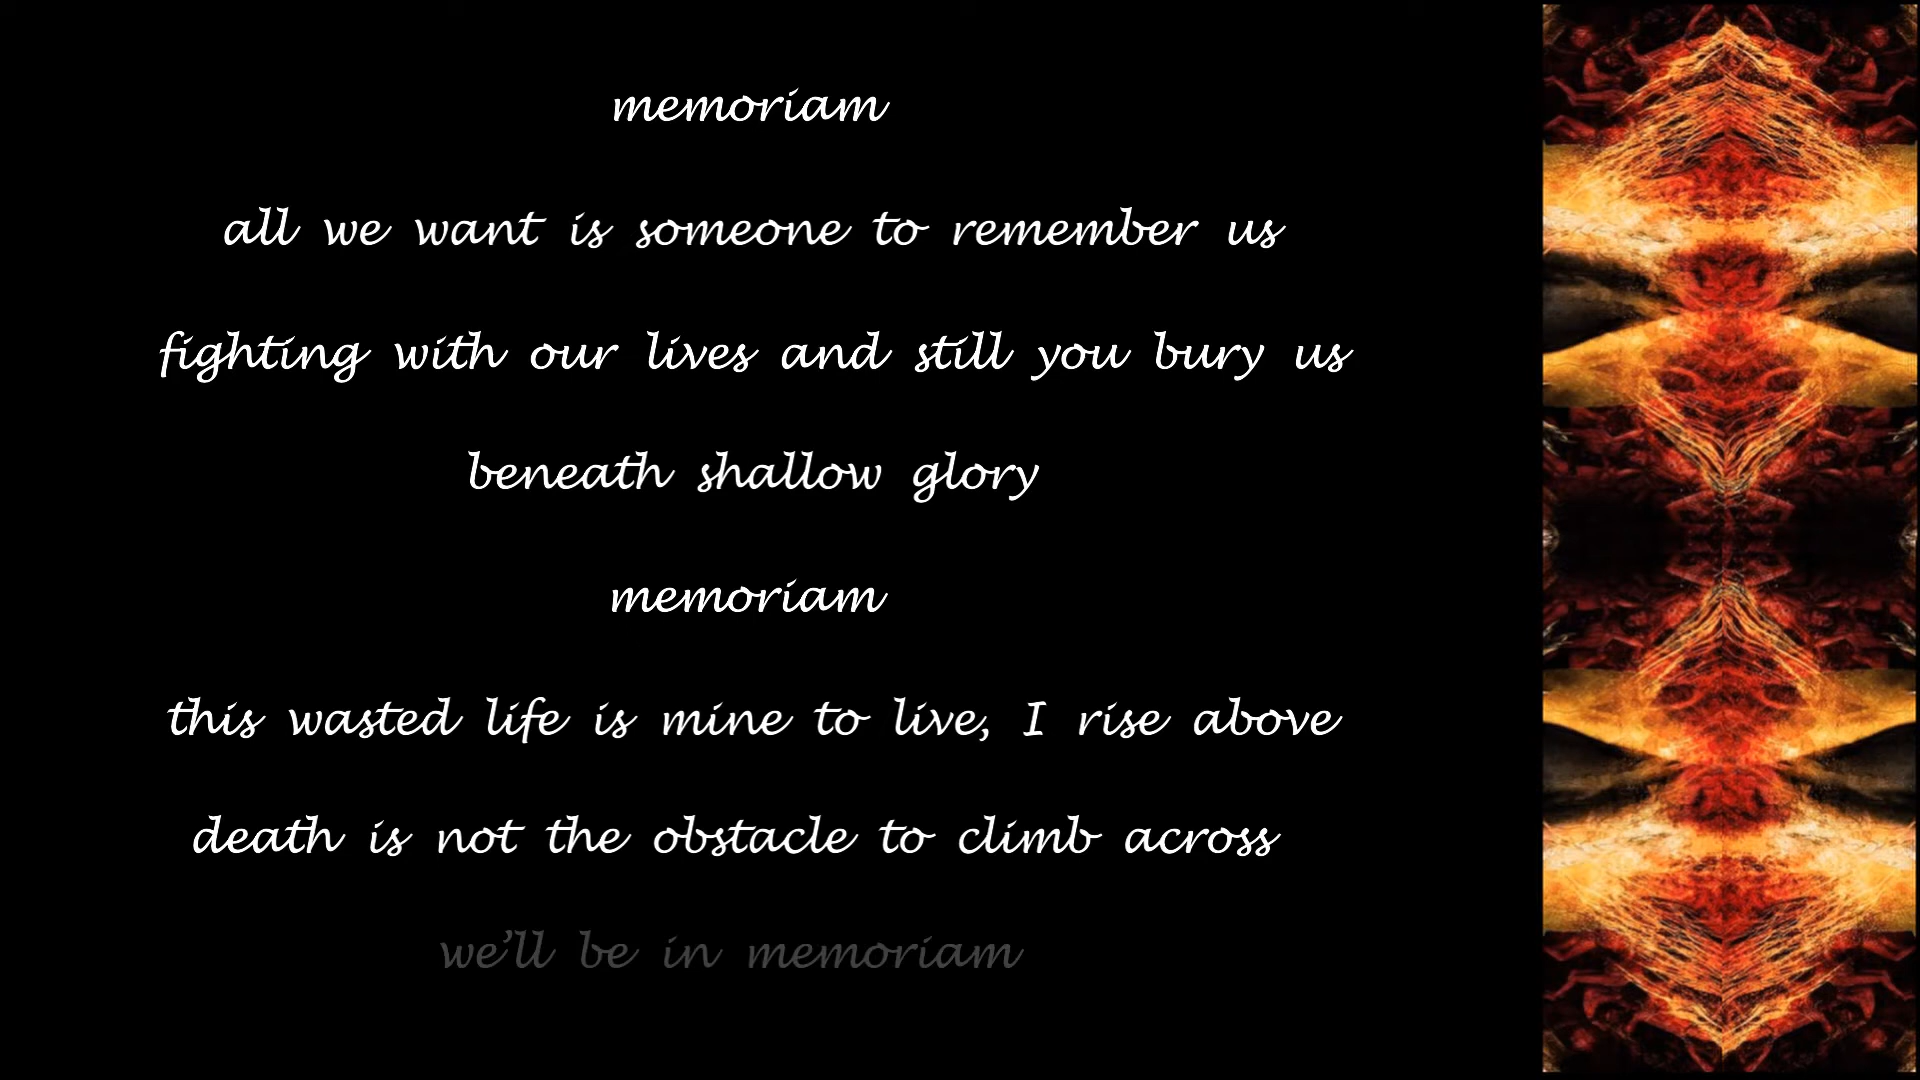 memoriam
all we want is someone to remember us
fighting with our lives and still you bury us
beneath shallow glory
memoriam
this wasted life is mine to live, I rise above
death is not the obstacle to climb across
we'll be in memoriam